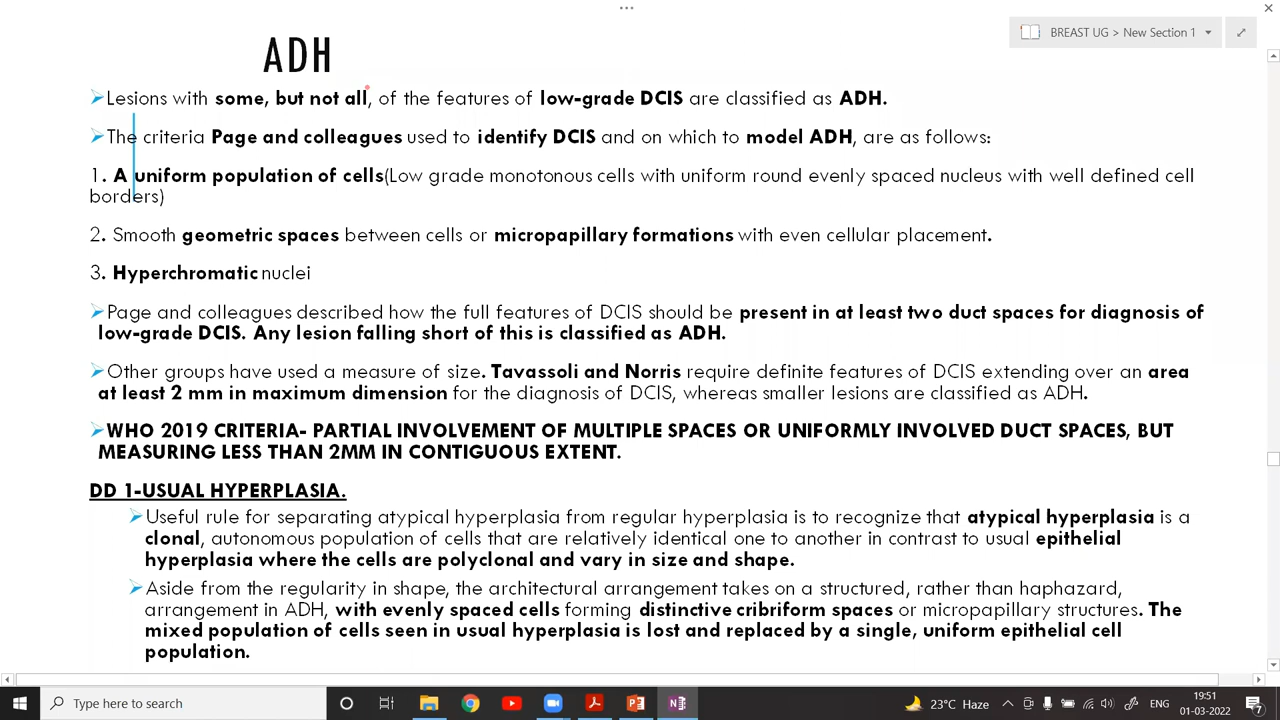 BREAST UG > New Section 1
ADH
Lesions with some, but not all, of the features of low-grade DCIS are classified as ADH.
The criteria Page and colleagues used to identify DCIS and on which to model ADH, are as follows:
1. A uniform population of cells(Low grade monotonous cells with uniform round evenly spaced nucleus with well defined cell
borders)
2. Smooth geometric spaces between cells or micropapillary formations with even cellular placement.
3. Hyperchromatic nuclei
Page and colleagues described how the full features of DCIS should be present in at least two duct spaces for diagnosis of
low-grade DCIS. Any lesion falling short of this is classified as ADH.
Other groups have used a measure of size. Tavassoli and Norris require definite features of DCIS extending over an area
at least 2 mm in maximum dimension for the diagnosis of DCIS, whereas smaller lesions are classified as ADH.
WHO 2019 CRITERIA- PARTIAL INVOLVEMENT OF MULTIPLE SPACES OR UNIFORMLY INVOLVED DUCT SPACES, BUT
MEASURING LESS THAN 2MM IN CONTIGUOUS EXTENT.
DD 1-USUAL HYPERPLASIA.
Useful rule for separating atypical hyperplasia from regular hyperplasia is to recognize that atypical hyperplasia is a
clonal, autonomous population of cells that are relatively identical one to another in contrast to usual epithelial
hyperplasia where the cells are polyclonal and vary in size and shape.
Aside from the regularity in shape, the architectural arrangement takes on a structured, rather than haphazard,
arrangement in ADH, with evenly spaced cells forming distinctive cribriform spaces or micropapillary structures. The
mixed population of cells seen in usual hyperplasia is lost and replaced by a single, uniform epithelial cell
population.
Type here to search
23°C Haze
ENG
19:51
01-03-2022
7